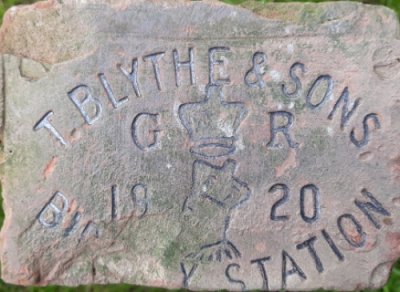 T. BLYTHE & SONS.
G R
19 20
STATION